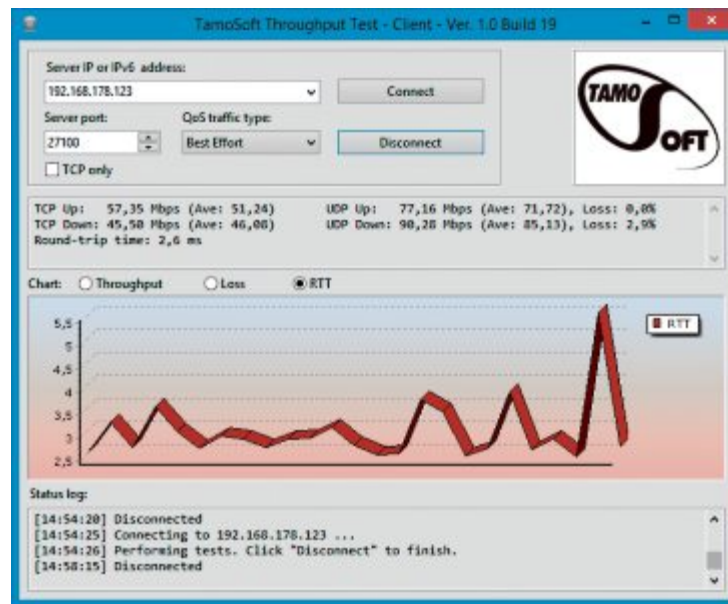 TamoSoft Throughput Test - Client - Ver. 1.0 Build 19
Server IP or IPv6 address:
192.168.178.123
Connect
Server port:
QoS traffic type:
27100
Best Effort
Disconnect
TCP only
TAMO
SOFT
TCP Up: 57,35 Mbps (Ave: 51,24) UDP Up: 77,16 Mbps (Ave: 71,72), Loss: 0,0%
TCP Down: 45,50 Mbps (Ave: 46,08) UDP Down: 90,28 Mbps (Ave: 85,13), Loss: 2,9%
Round-trip time: 2,6 ms
Chart: Throughput Loss RTT
5,5
5
4,5
4
3,5
3
2,5
RTT
Status log:
[14:54:20] Disconnected
[14:54:25] Connecting to 192.168.178.123 ...
[14:54:26] Performing tests. Click "Disconnect" to finish.
[14:58:15] Disconnected